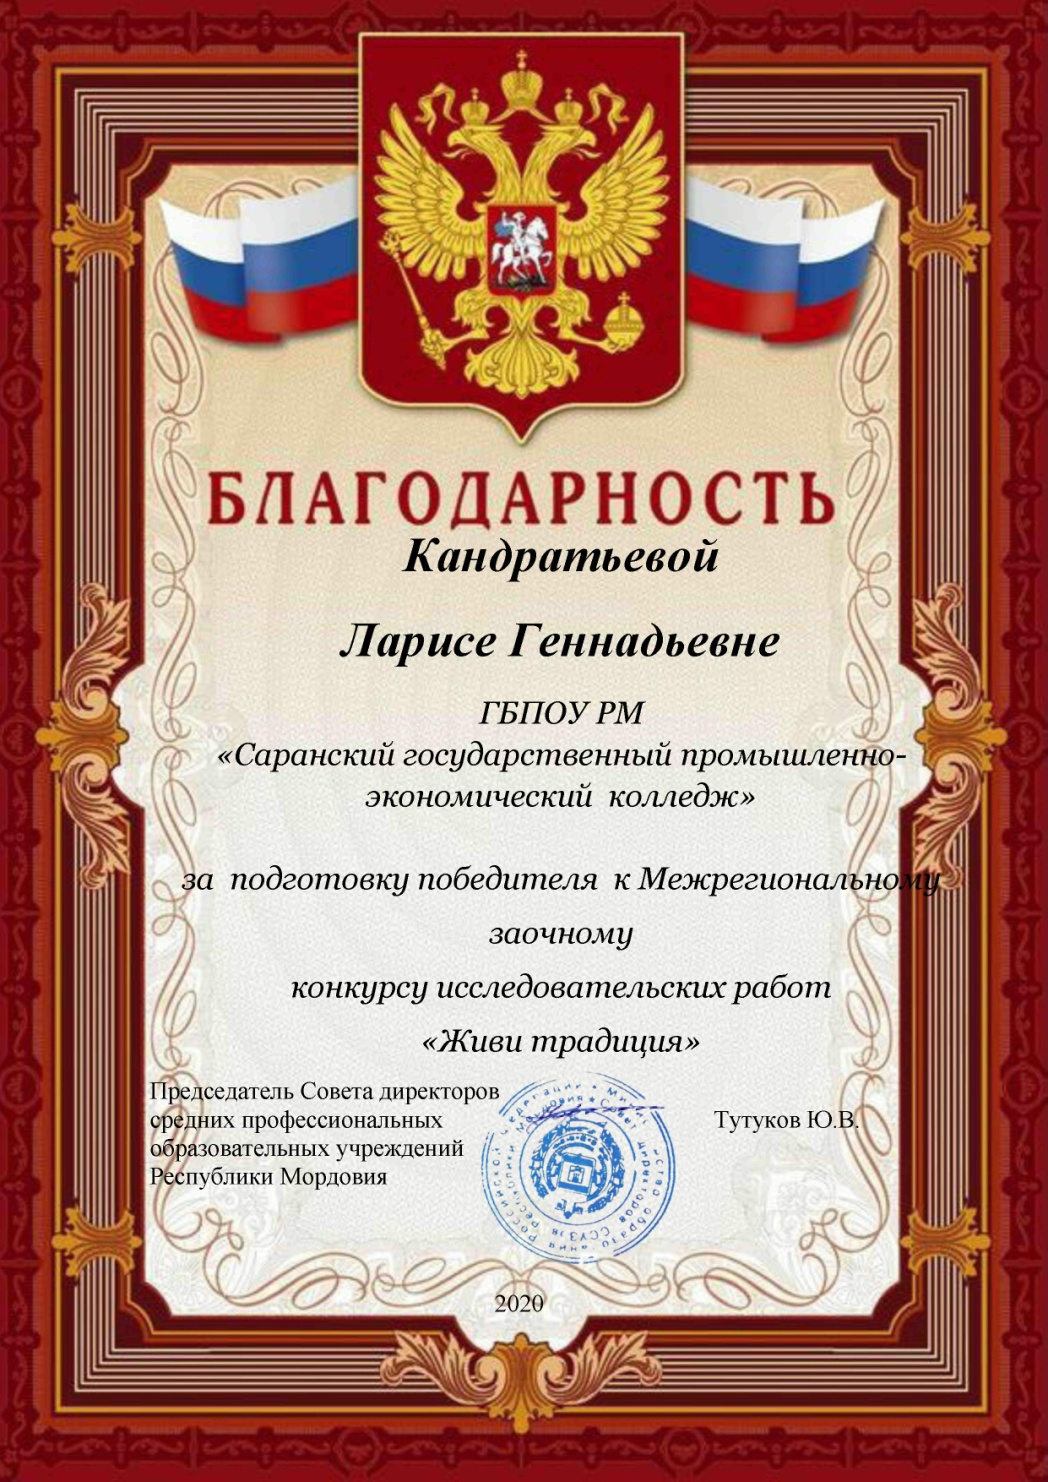 БЛАГОДАРНОСТЬ
Кандратьевой
Ларисе Геннадьевне
ГБПОУ РМ
«Саранский государственный промышленно-
экономический колледж»
за подготовку победителя к Межрегиональному
заочному
конкурсу исследовательских работ
«Живи традиция»
Председатель Совета директоров
средних профессиональных
образовательных учреждений
Республики Мордовия
Тутуков Ю.В.
2020